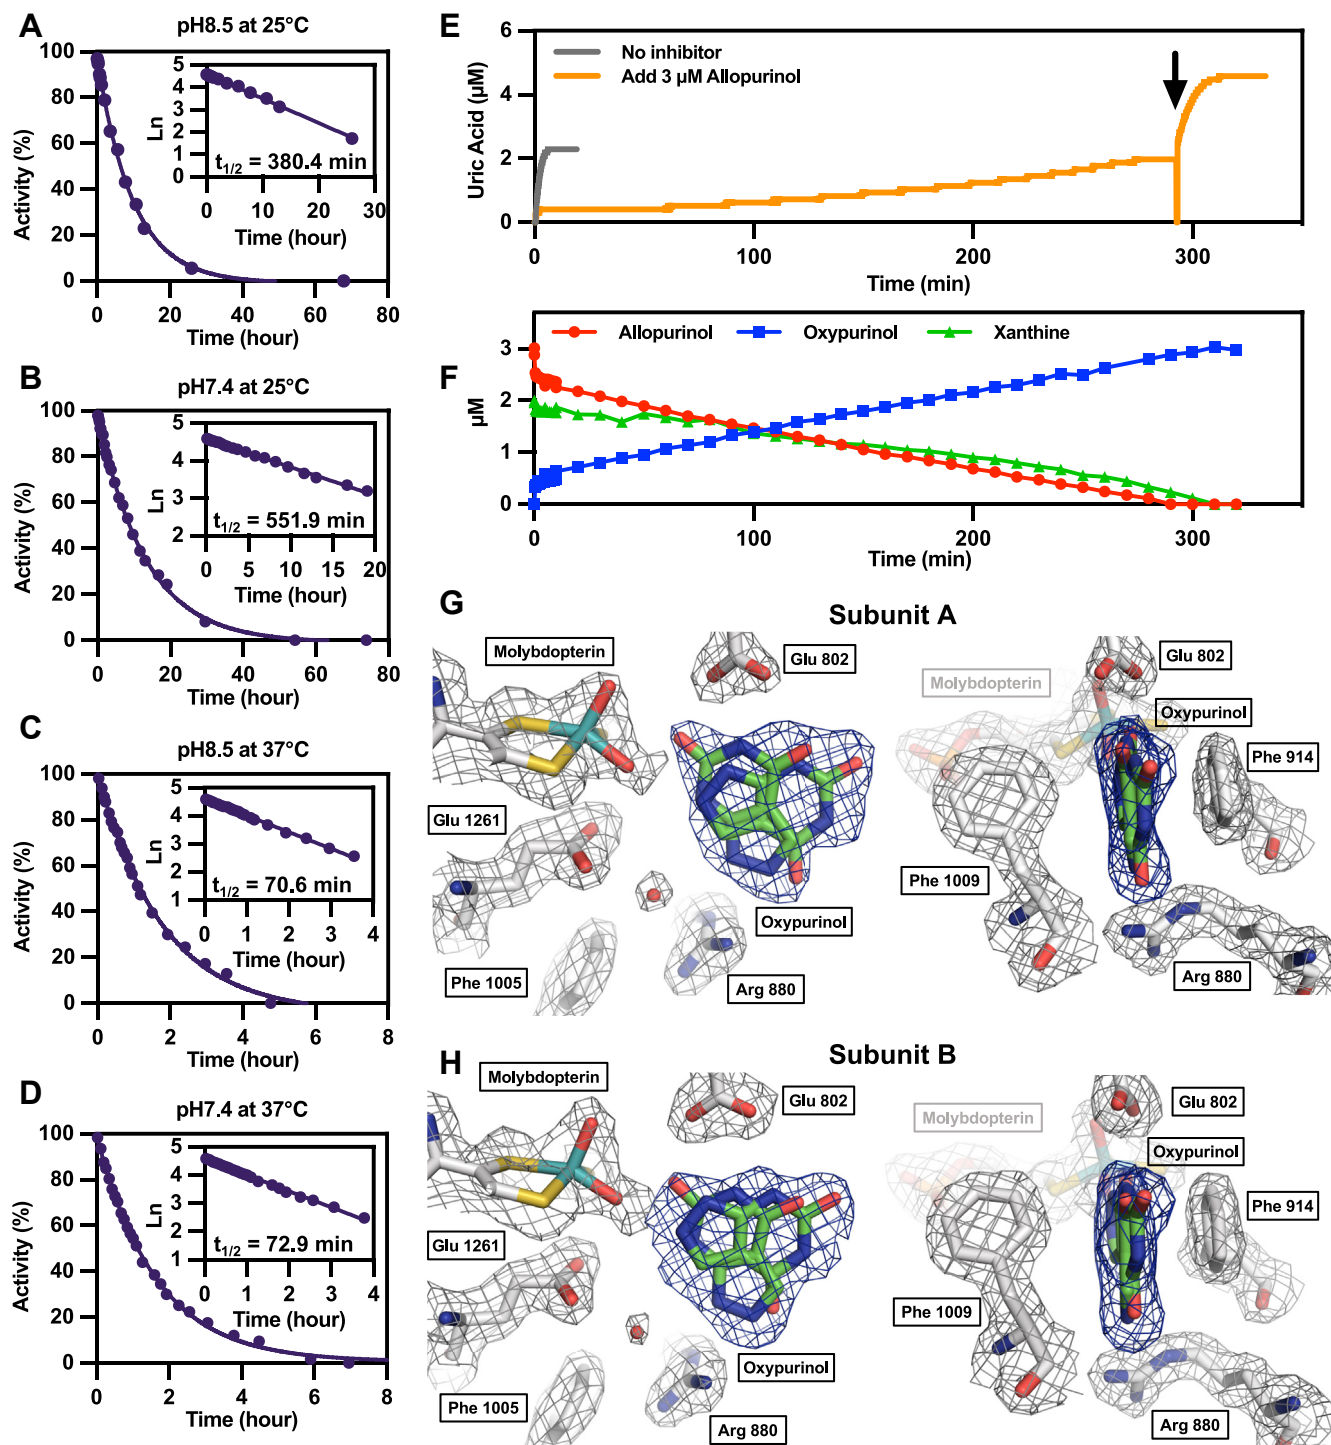 A
pH8.5 at 25°C
Activity (%)
100
80
60
40
20
0
0 20 40 60 80
Time (hour)
Ln
5
4
3
2
1
0
t1/2 = 380.4 min
0 10 20 30
Time (hour)
B
pH7.4 at 25°C
Activity (%)
100
80
60
40
20
0
0 20 40 60 80
Time (hour)
Ln
5
4
3
2
t1/2 = 551.9 min
0 5 10 15 20
Time (hour)
C
pH8.5 at 37°C
Activity (%)
100
80
60
40
20
0
0 2 4 6 8
Time (hour)
Ln
5
4
3
2
1
t1/2 = 70.6 min
0 1 2 3 4
Time (hour)
D
pH7.4 at 37°C
Activity (%)
100
80
60
40
20
0
0 2 4 6 8
Time (hour)
Ln
5
4
3
2
1
t1/2 = 72.9 min
0 1 2 3 4
Time (hour)
E
Uric Acid (µM)
6
4
2
0
No inhibitor
Add 3 µM Allopurinol
0 100 200 300
Time (min)
F
µM
3
2
1
0
Allopurinol Oxypurinol Xanthine
0 100 200 300
Time (min)
G
Subunit A
Molybdopterin
Glu 802
Glu 1261
Phe 1005
Oxypurinol
Arg 880
Molybdopterin
Glu 802
Oxypurinol
Phe 914
Phe 1009
Arg 880
H
Subunit B
Molybdopterin
Glu 802
Glu 1261
Phe 1005
Oxypurinol
Arg 880
Molybdopterin
Glu 802
Oxypurinol
Phe 914
Phe 1009
Arg 880